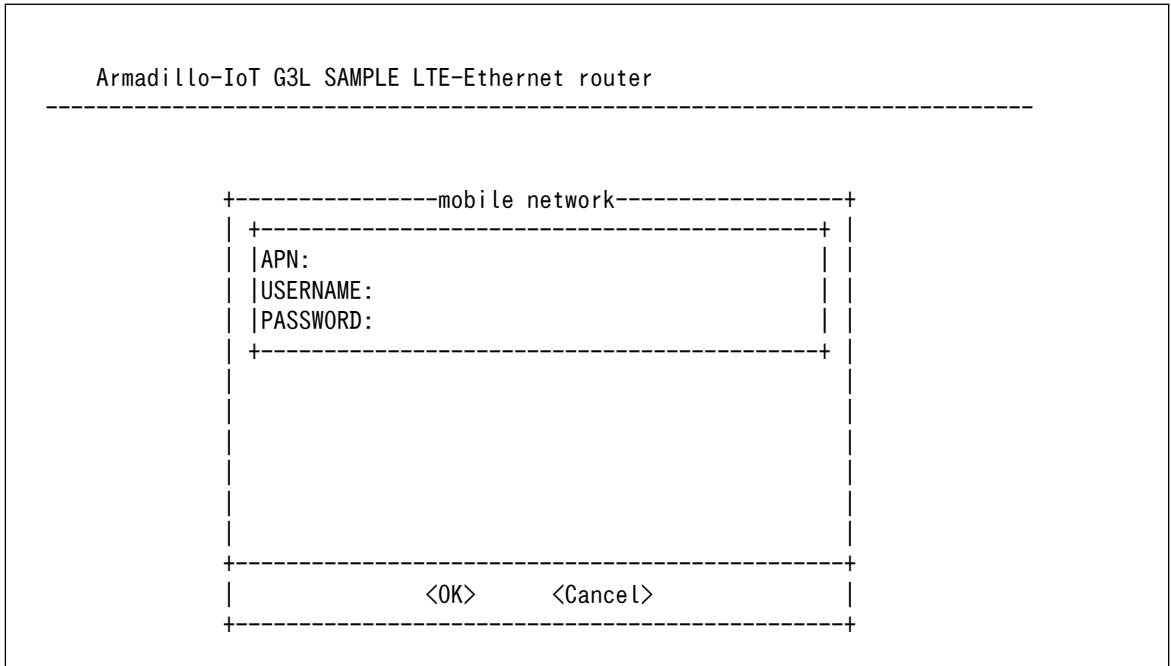 Armadillo-IoT G3L SAMPLE LTE-Ethernet router
------------------------------------------------------------------------------
+----------------mobile network------------------+
| +--------------------------------------------+ |
| |APN: | |
| |USERNAME: | |
| |PASSWORD: | |
| +--------------------------------------------+ |
| |
| |
| |
| |
| |
| |
+------------------------------------------------+
| <OK> <Cancel> |
+------------------------------------------------+